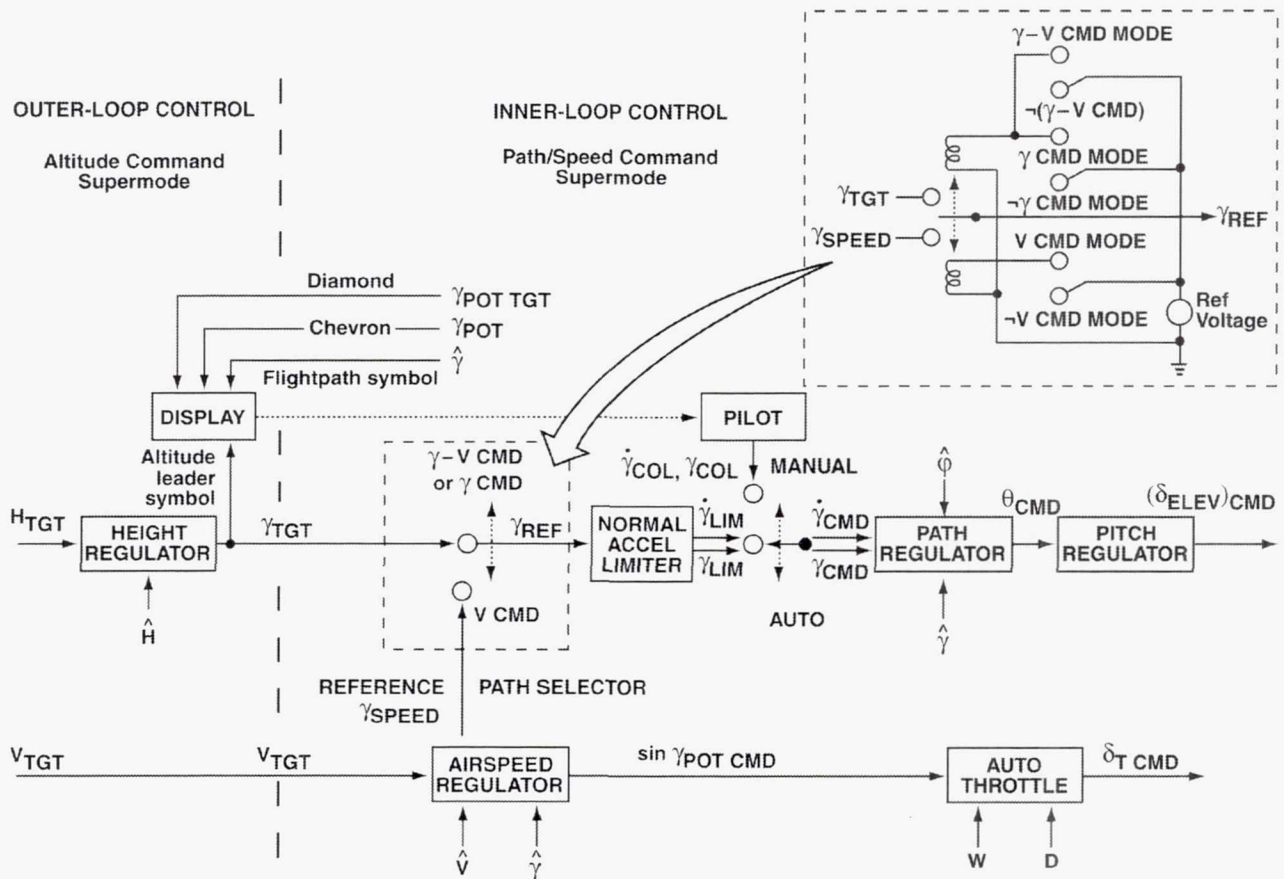 γ−V CMD MODE
¬(γ−V CMD)
γ CMD MODE
γTGT
¬γ CMD MODE
γREF
γSPEED
V CMD MODE
¬V CMD MODE
Ref
Voltage
OUTER-LOOP CONTROL
Altitude Command
Supermode
INNER-LOOP CONTROL
Path/Speed Command
Supermode
Diamond
γPOT TGT
Chevron
γPOT
γ̂
Flightpath symbol
DISPLAY
PILOT
Altitude
leader
symbol
γ−V CMD
or γ CMD
γ̇COL, γCOL
MANUAL
φ̂
HTGT
HEIGHT
REGULATOR
γTGT
γREF
NORMAL
ACCEL
LIMITER
γ̇LIM
γLIM
γ̇CMD
γCMD
PATH
REGULATOR
θCMD
PITCH
REGULATOR
(δELEV)CMD
V CMD
AUTO
Ĥ
γ̂
REFERENCE PATH SELECTOR
γSPEED
VTGT
VTGT
AIRSPEED
REGULATOR
sin γPOT CMD
AUTO
THROTTLE
δT CMD
V̂
γ̂
W
D